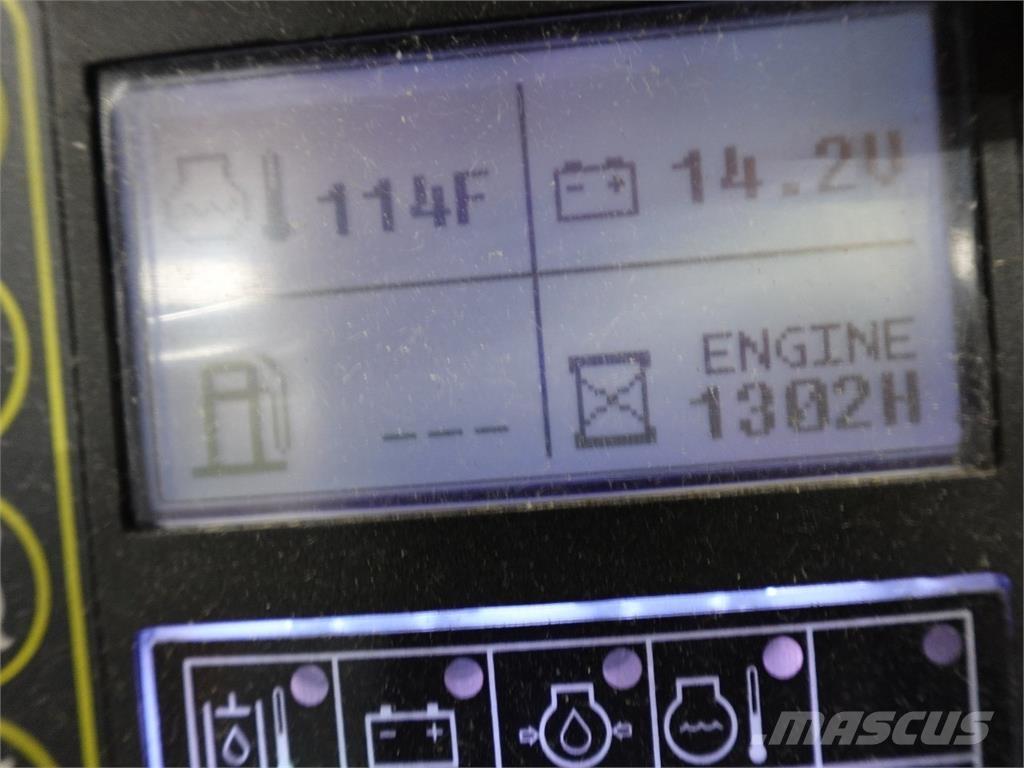 114F
14.2V
---
ENGINE
1302H
MASCUS